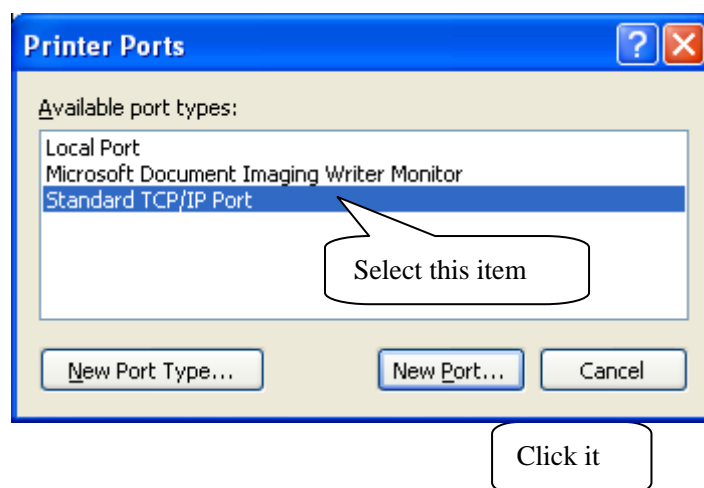 Printer Ports
Available port types:
Local Port
Microsoft Document Imaging Writer Monitor
Standard TCP/IP Port
Select this item
New Port Type...
New Port...
Cancel
Click it